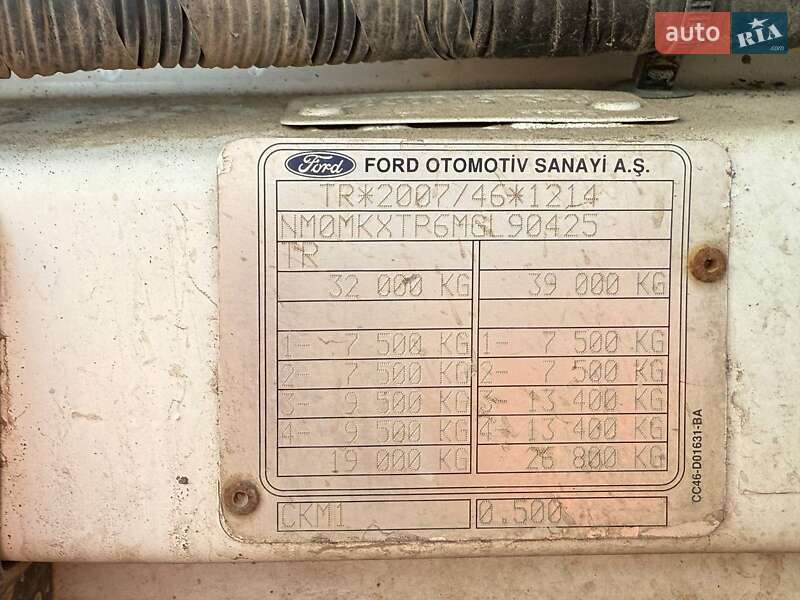 auto RIA .com
Ford FORD OTOMOTİV SANAYİ A.Ş.
TR*2007/46*1214
NM0MKXTR6MGL90425
TR
32 000 KG 39 000 KG
1- 7 500 KG 1- 7 500 KG
2- 7 500 KG 2- 7 500 KG
3- 9 500 KG 3- 13 400 KG
4- 9 500 KG 4- 13 400 KG
19 000 KG 26 800 KG
CKM1 0.500
CC46-D01631-BA